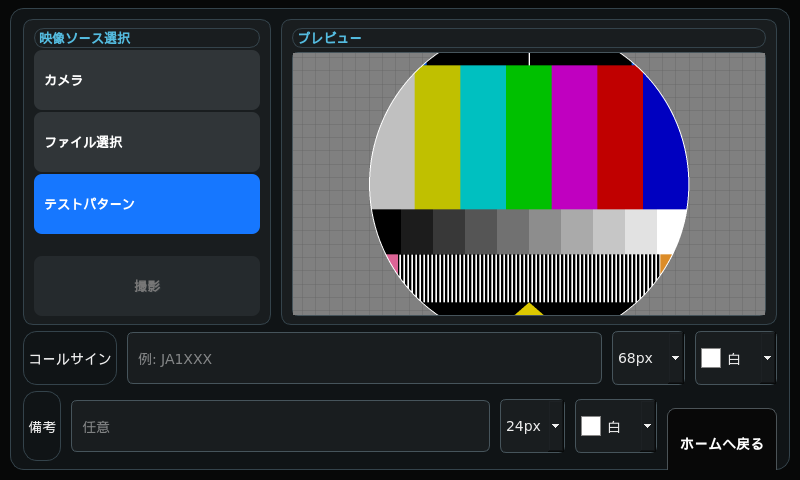 映像ソース選択
カメラ
ファイル選択
テストパターン
撮影
プレビュー
コールサイン
例: JA1XXX
68px
白
備考
任意
24px
白
ホームへ戻る